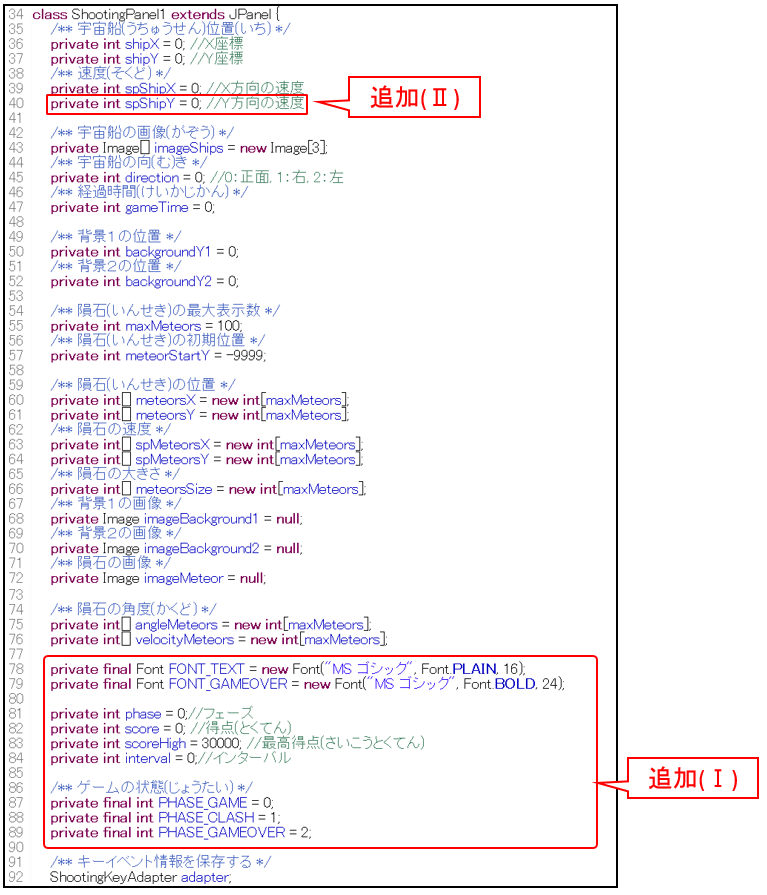 34 class ShootingPanel1 extends JPanel {
35 /** 宇宙船(うちゅうせん)位置(いち) */
36 private int shipX = 0; //X座標
37 private int shipY = 0; //Y座標
38 /** 速度(そくど) */
39 private int spShipX = 0; //X方向の速度
40 private int spShipY = 0; //Y方向の速度
追加(Ⅱ)
41
42 /** 宇宙船の画像(がぞう) */
43 private Image[] imageShips = new Image[3];
44 /** 宇宙船の向(む)き */
45 private int direction = 0; //0:正面, 1:右, 2:左
46 /** 経過時間(けいかじかん) */
47 private int gameTime = 0;
48
49 /** 背景1の位置 */
50 private int backgroundY1 = 0;
51 /** 背景2の位置 */
52 private int backgroundY2 = 0;
53
54 /** 隕石(いんせき)の最大表示数 */
55 private int maxMeteors = 100;
56 /** 隕石(いんせき)の初期位置 */
57 private int meteorStartY = -9999;
58
59 /** 隕石(いんせき)の位置 */
60 private int[] meteorsX = new int[maxMeteors];
61 private int[] meteorsY = new int[maxMeteors];
62 /** 隕石の速度 */
63 private int[] spMeteorsX = new int[maxMeteors];
64 private int[] spMeteorsY = new int[maxMeteors];
65 /** 隕石の大きさ */
66 private int[] meteorsSize = new int[maxMeteors];
67 /** 背景1の画像 */
68 private Image imageBackground1 = null;
69 /** 背景2の画像 */
70 private Image imageBackground2 = null;
71 /** 隕石の画像 */
72 private Image imageMeteor = null;
73
74 /** 隕石の角度(かくど) */
75 private int[] angleMeteors = new int[maxMeteors];
76 private int[] velocityMeteors = new int[maxMeteors];
77
78 private final Font FONT_TEXT = new Font("MS ゴシック", Font.PLAIN, 16);
79 private final Font FONT_GAMEOVER = new Font("MS ゴシック", Font.BOLD, 24);
80
81 private int phase = 0;//フェーズ
82 private int score = 0; //得点(とくてん)
83 private int scoreHigh = 30000; //最高得点(さいこうとくてん)
84 private int interval = 0;//インターバル
85
追加(Ⅰ)
86 /** ゲームの状態(じょうたい) */
87 private final int PHASE_GAME = 0;
88 private final int PHASE_CLASH = 1;
89 private final int PHASE_GAMEOVER = 2;
90
91 /** キーイベント情報を保存する */
92 ShootingKeyAdapter adapter;